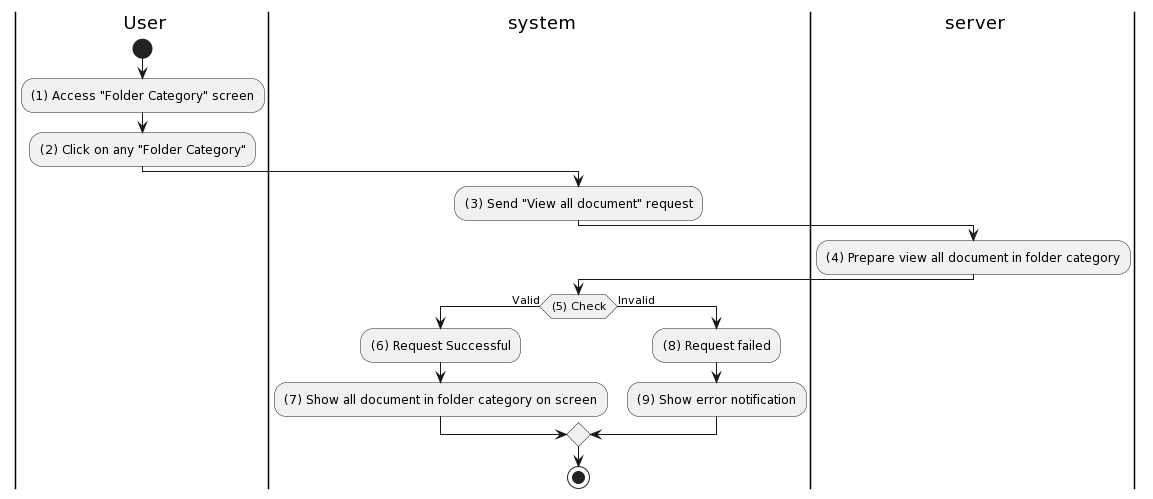 User
system
server
(1) Access "Folder Category" screen
(2) Click on any "Folder Category"
(3) Send "View all document" request
(4) Prepare view all document in folder category
Valid
(5) Check
Invalid
(6) Request Successful
(8) Request failed
(7) Show all document in folder category on screen
(9) Show error notification